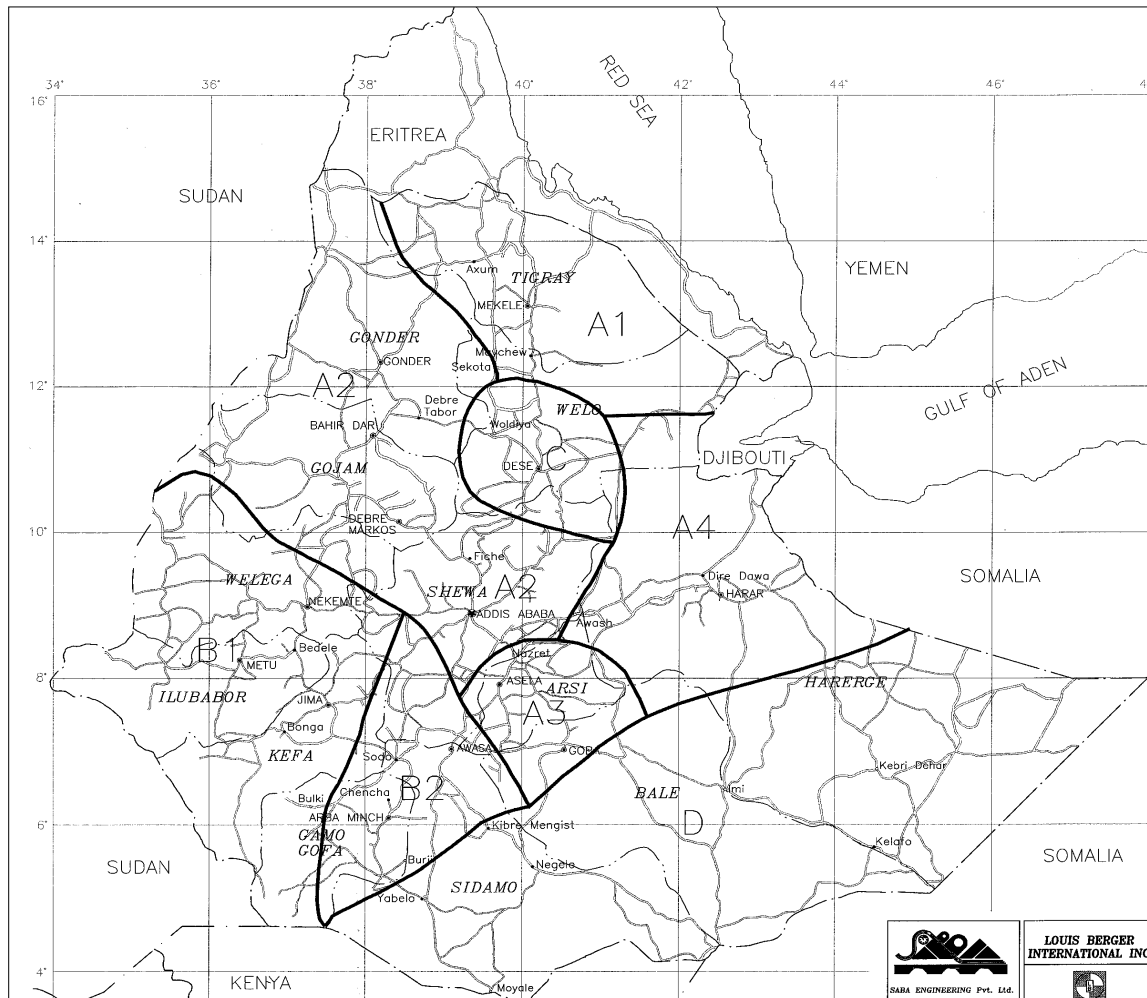 34°
36°
38°
40°
42°
44°
46°
16°
RED SEA
ERITREA
SUDAN
14°
Axum
TIGRAY
YEMEN
MEKELE
A1
GONDER
Maychew
GONDER
Sekota
12°
A2
GULF OF ADEN
Debre
Tabor
WELO
BAHIR DAR
Woldiya
DJIBOUTI
GOJAM
DESE
C
DEBRE
MARKOS
10°
A4
Fiche
SOMALIA
WELEGA
SHEWA
A2
Dire Dawa
NEKEMTE
HARAR
ADDIS ABABA
Awash
B1
Bedele
Nazret
METU
8°
ASELA
ARSI
HARERGE
ILUBABOR
JIMA
A3
Bonga
AWASA
GOBA
KEFA
Sodo
Kebri Dehar
Chencha
B2
Imi
BALE
Bulki
ARBA MINCH
6°
D
GAMO
GOFA
Kibre Mengist
Kelafo
SUDAN
Burji
Negele
SOMALIA
Yabelo
SIDAMO
4°
KENYA
Moyale
SABA ENGINEERING Pvt. Ltd.
LOUIS BERGER
INTERNATIONAL INC